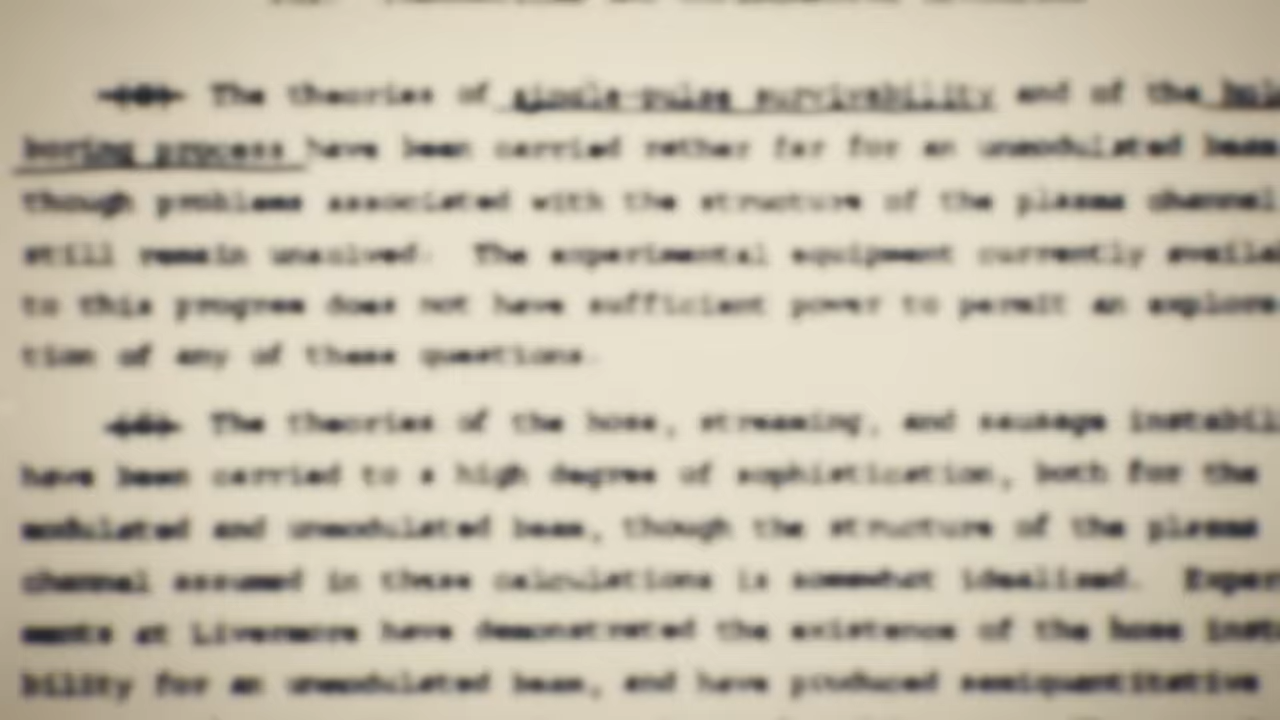 The theories of single-pulse survivability and of the hol
boring process have been carried rather far for an unmodulated beam,
though problems associated with the structure of the plasma channel
still remain unsolved. The experimental equipment currently availa
to this program does not have sufficient power to permit an explora-
tion of any of these questions.
The theories of the hose, streaming, and sausage instabil
have been carried to a high degree of sophistication, both for the
modulated and unmodulated beam, though the structure of the plasma
channel assumed in these calculations is somewhat idealized. Exper
ments at Livermore have demonstrated the existence of the hose inst
bility for an unmodulated beam, and have produced semiquantitative